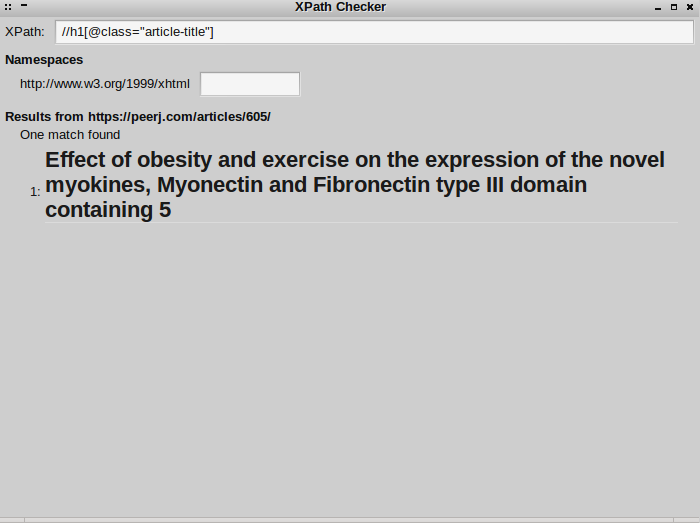 XPath Checker
XPath: //h1[@class="article-title"]
Namespaces
http://www.w3.org/1999/xhtml
Results from https://peerj.com/articles/605/
One match found
1: Effect of obesity and exercise on the expression of the novel
myokines, Myonectin and Fibronectin type III domain
containing 5